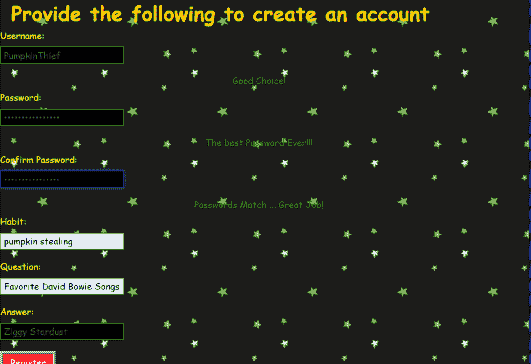 Provide the following to create an account
Username:
PumpkinThief
Good Choice!
Password:
****************
The best Password Ever!!!!
Confirm Password:
****************
Passwords Match ... Great Job!
Habit:
pumpkin stealing
Question:
Favorite David Bowie Songs
Answer:
Ziggy Stardust
Register